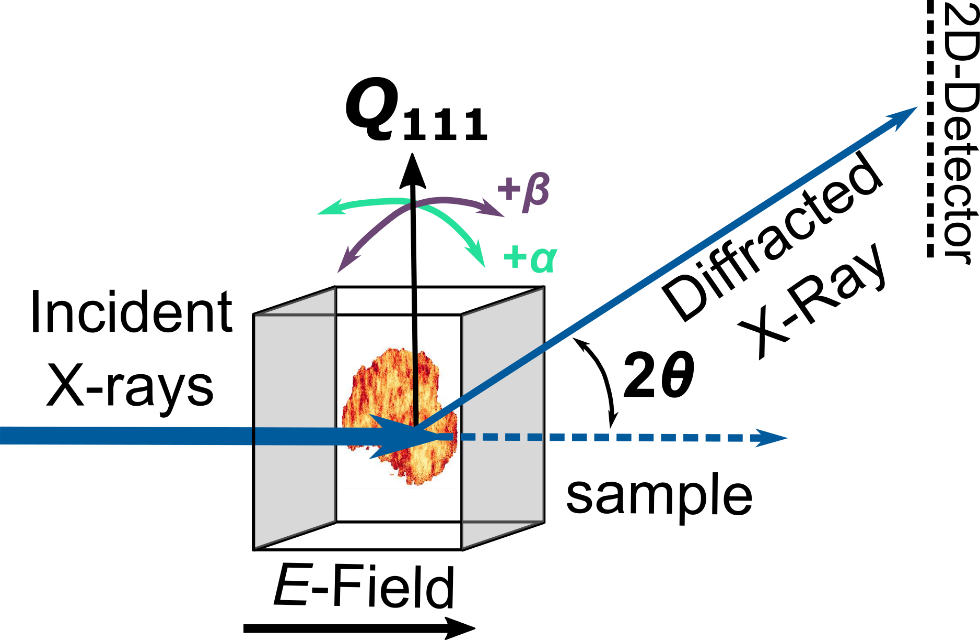 Q111
+β
+α
Incident
X-rays
Diffracted
X-Ray
2θ
sample
E-Field
2D-Detector